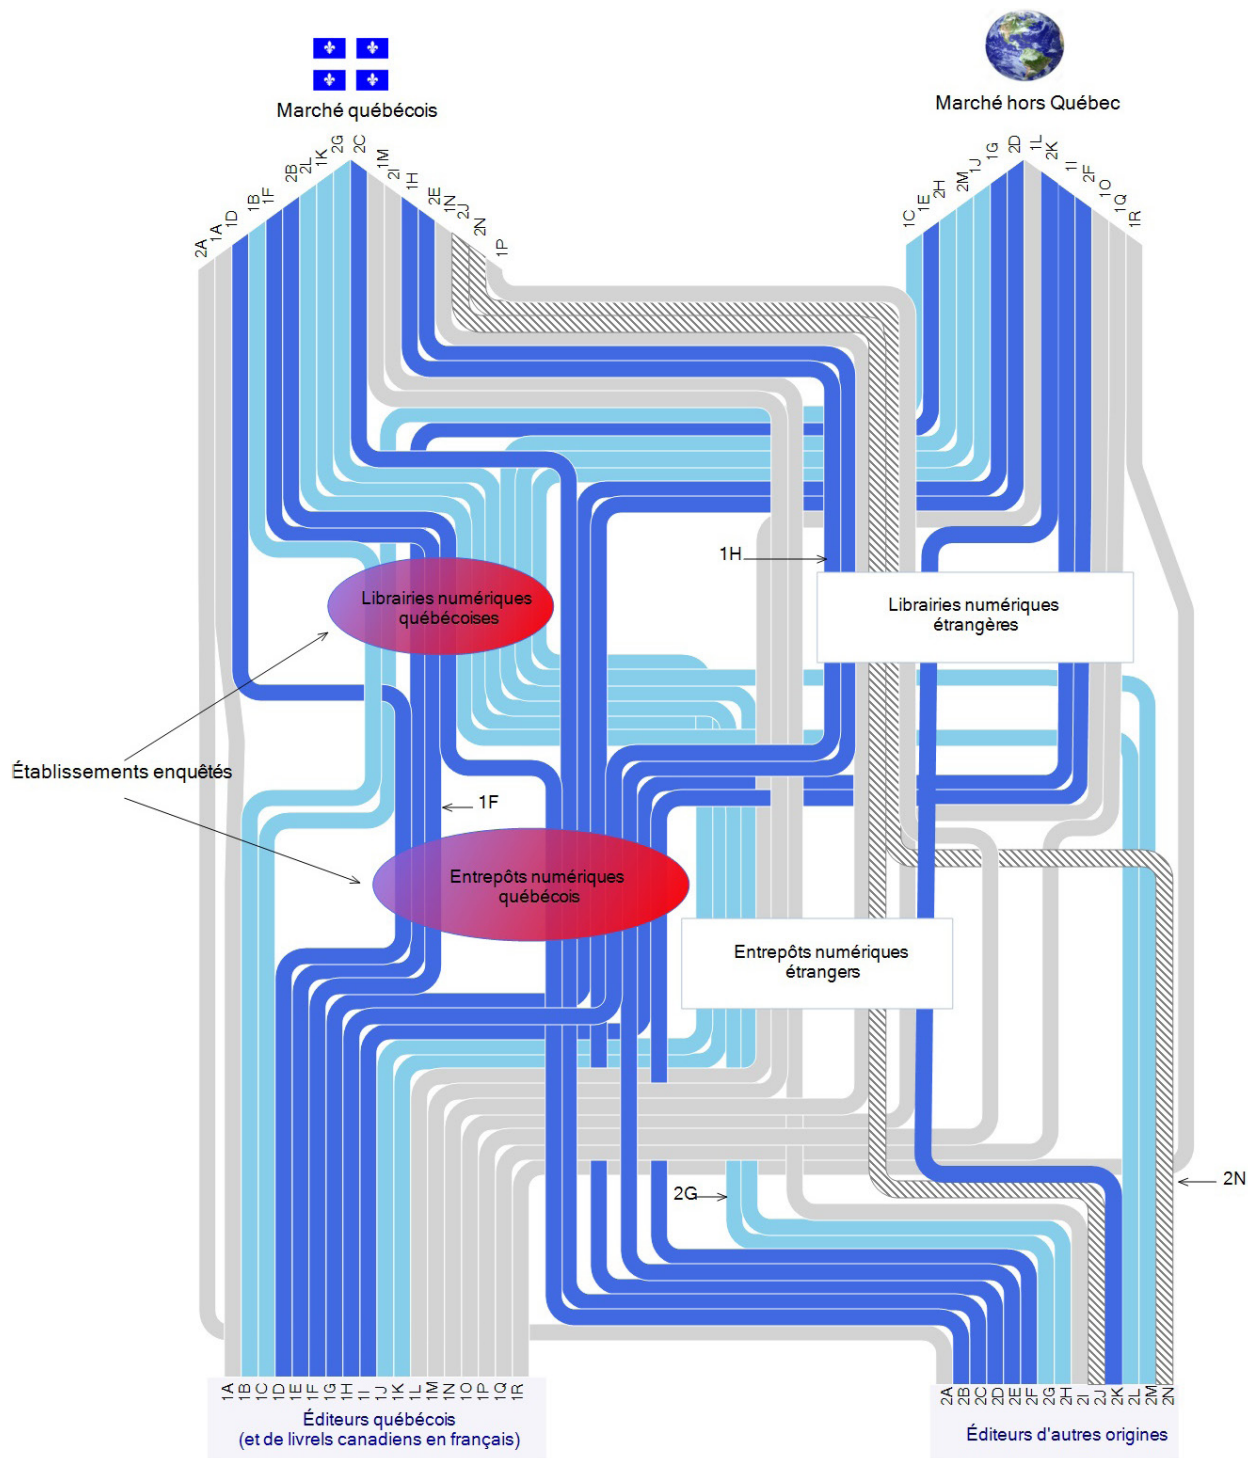 Marché québécois
Marché hors Québec
2A
1A
1D
1B
1F
2B
2L
1K
2G
2C
1M
2I
1H
2E
1N
2J
2N
1P
1C
1E
2H
2M
1J
1G
2D
1L
2K
1I
2F
1O
1Q
1R
1H
Librairies numériques
québécoises
Librairies numériques
étrangères
Établissements enquêtés
1F
Entrepôts numériques
québécois
Entrepôts numériques
étrangers
2G
2N
1A
1B
1C
1D
1E
1F
1G
1H
1I
1J
1K
1L
1M
1N
1O
1P
1Q
1R
2A
2B
2C
2D
2E
2F
2G
2H
2I
2J
2K
2L
2M
2N
Éditeurs québécois
(et de livrels canadiens en français)
Éditeurs d'autres origines